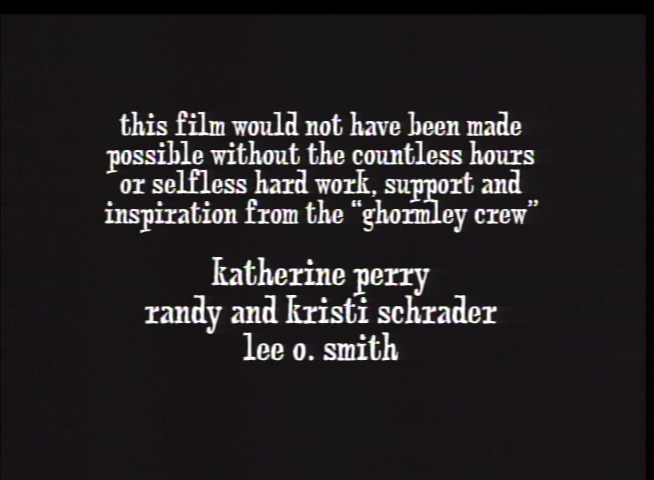 this film would not have been made
possible without the countless hours
or selfless hard work, support and
inspiration from the “ghormley crew”
katherine perry
randy and kristi schrader
lee o. smith